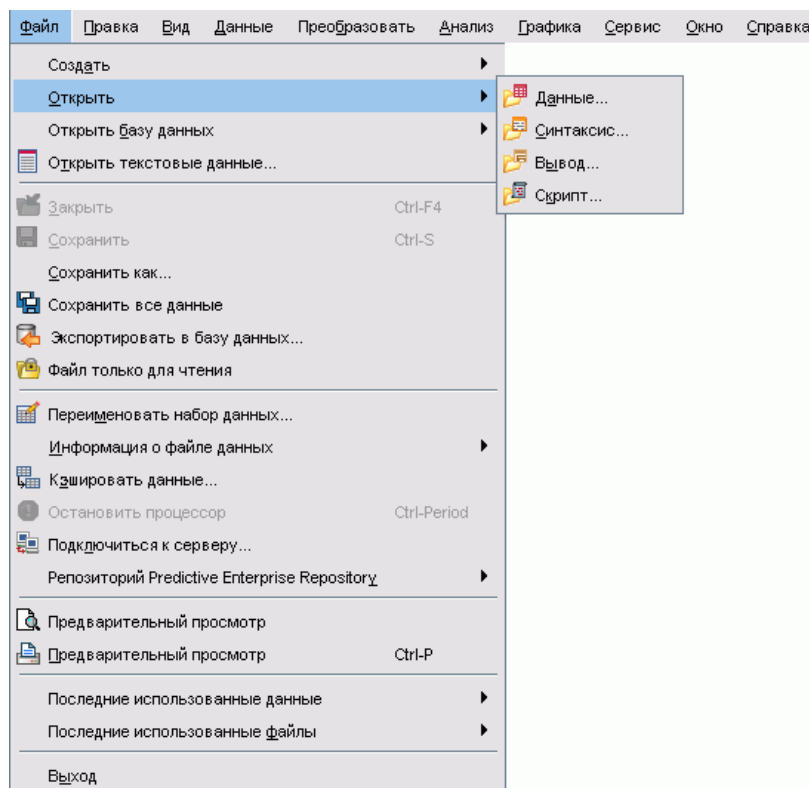 Файл Правка Вид Данные Преобразовать Анализ Графика Сервис Окно Справка
Создать
Открыть
Открыть базу данных
Открыть текстовые данные...
Закрыть Ctrl-F4
Сохранить Ctrl-S
Сохранить как...
Сохранить все данные
Экспортировать в базу данных...
Файл только для чтения
Переименовать набор данных...
Информация о файле данных
Кэшировать данные...
Остановить процессор Ctrl-Period
Подключиться к серверу...
Репозиторий Predictive Enterprise Repository
Предварительный просмотр
Предварительный просмотр Ctrl-P
Последние использованные данные
Последние использованные файлы
Выход
Данные...
Синтаксис...
Вывод...
Скрипт...